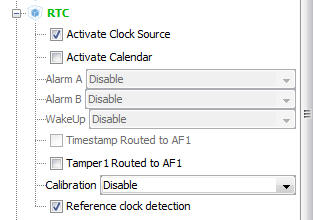 RTC
Activate Clock Source
Activate Calendar
Alarm A Disable
Alarm B Disable
WakeUp Disable
Timestamp Routed to AF1
Tamper1 Routed to AF1
Calibration Disable
Reference clock detection